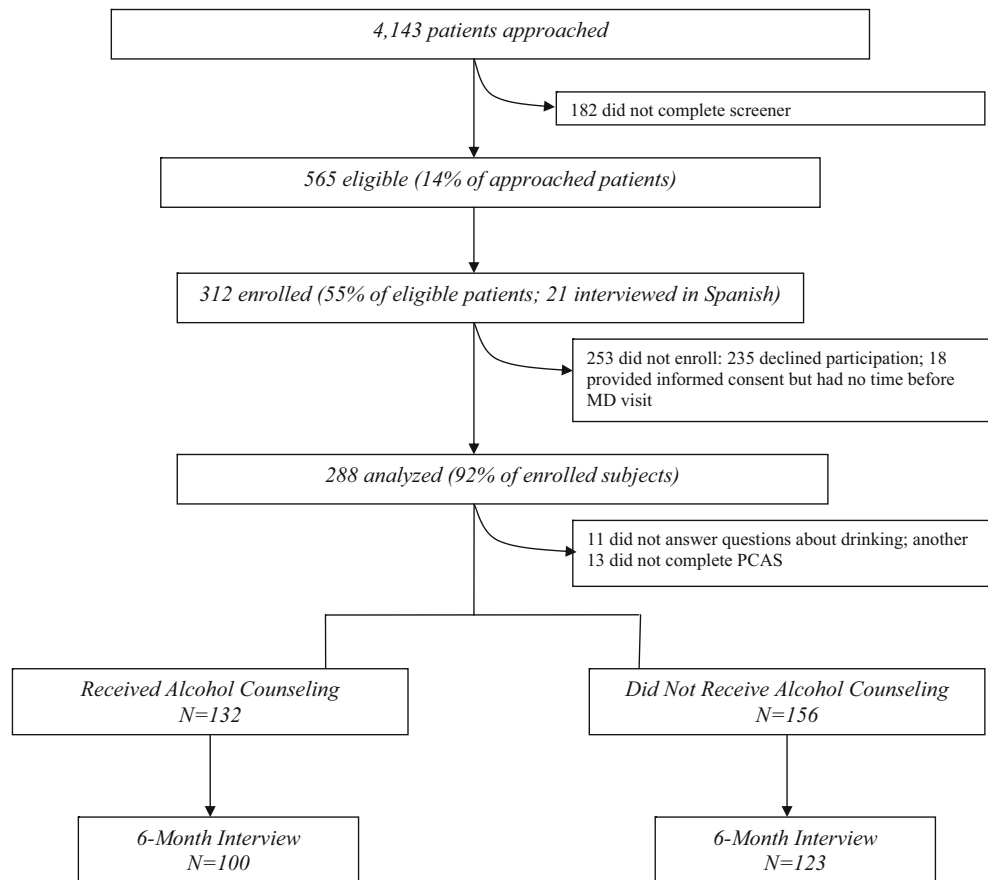 4,143 patients approached
182 did not complete screener
565 eligible (14% of approached patients)
312 enrolled (55% of eligible patients; 21 interviewed in Spanish)
253 did not enroll: 235 declined participation; 18
provided informed consent but had no time before
MD visit
288 analyzed (92% of enrolled subjects)
11 did not answer questions about drinking; another
13 did not complete PCAS
Received Alcohol Counseling
N=132
Did Not Receive Alcohol Counseling
N=156
6-Month Interview
N=100
6-Month Interview
N=123